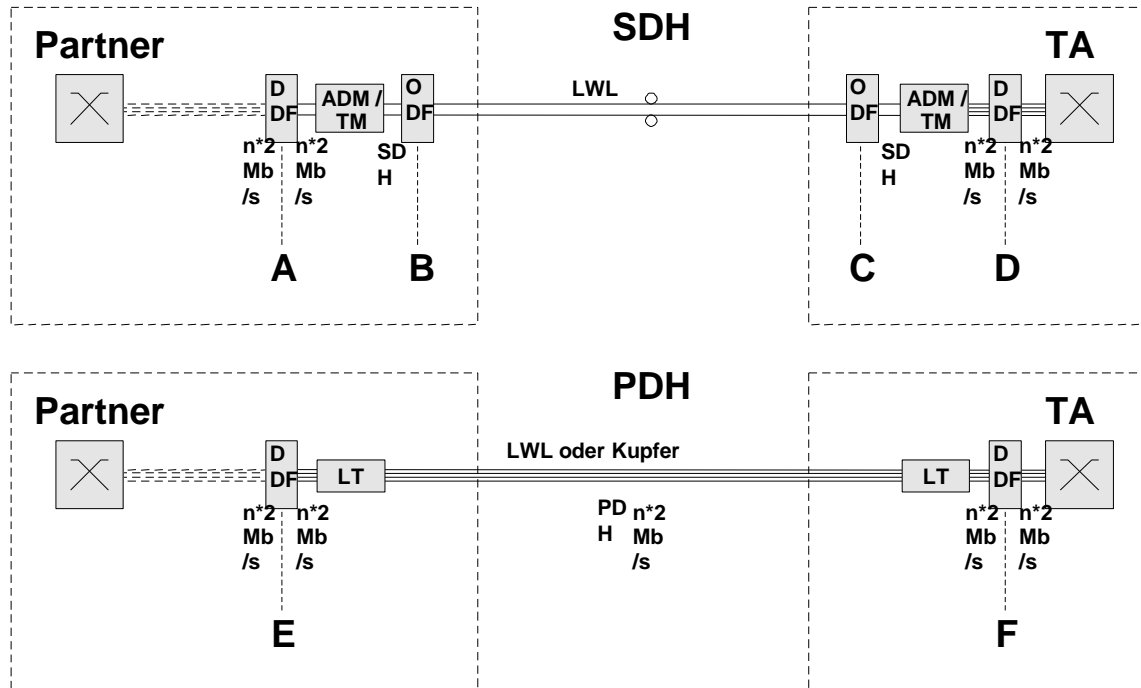 SDH
Partner
TA
D
DF
ADM /
TM
O
DF
LWL
O
DF
ADM /
TM
D
DF
n*2
Mb
/s
n*2
Mb
/s
SD
H
SD
H
n*2
Mb
/s
n*2
Mb
/s
A
B
C
D
PDH
Partner
TA
D
DF
LT
LWL oder Kupfer
LT
D
DF
n*2
Mb
/s
n*2
Mb
/s
PD
H
n*2
Mb
/s
n*2
Mb
/s
n*2
Mb
/s
E
F